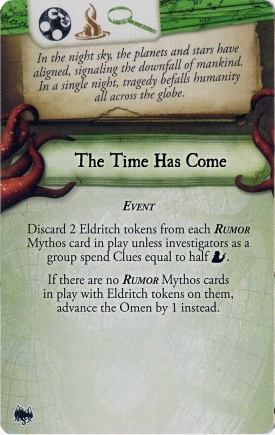 In the night sky, the planets and stars have
aligned, signaling the downfall of mankind.
In a single night, tragedy befalls humanity
all across the globe.
The Time Has Come
EVENT
Discard 2 Eldritch tokens from each RUMOR
Mythos card in play unless investigators as a
group spend Clues equal to half .
If there are no RUMOR Mythos cards
in play with Eldritch tokens on them,
advance the Omen by 1 instead.